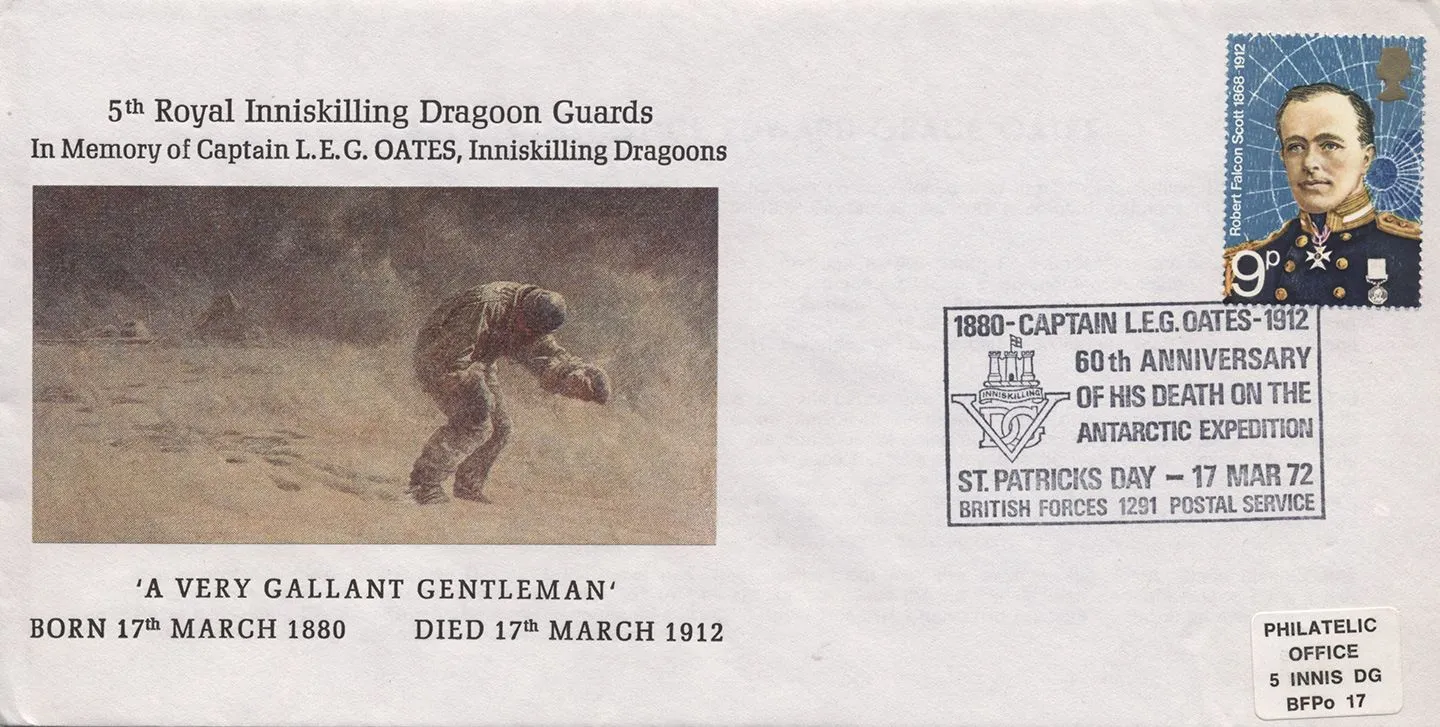 5th Royal Inniskilling Dragoon Guards
In Memory of Captain L.E.G. OATES, Inniskilling Dragoons
'A VERY GALLANT GENTLEMAN'
BORN 17th MARCH 1880 DIED 17th MARCH 1912
Robert Falcon Scott 1868-1912
9p
1880-CAPTAIN L.E.G. OATES-1912
60th ANNIVERSARY
OF HIS DEATH ON THE
ANTARCTIC EXPEDITION
INNISKILLING
V DG
ST. PATRICKS DAY - 17 MAR 72
BRITISH FORCES 1291 POSTAL SERVICE
PHILATELIC
OFFICE
5 INNIS DG
BFPo 17